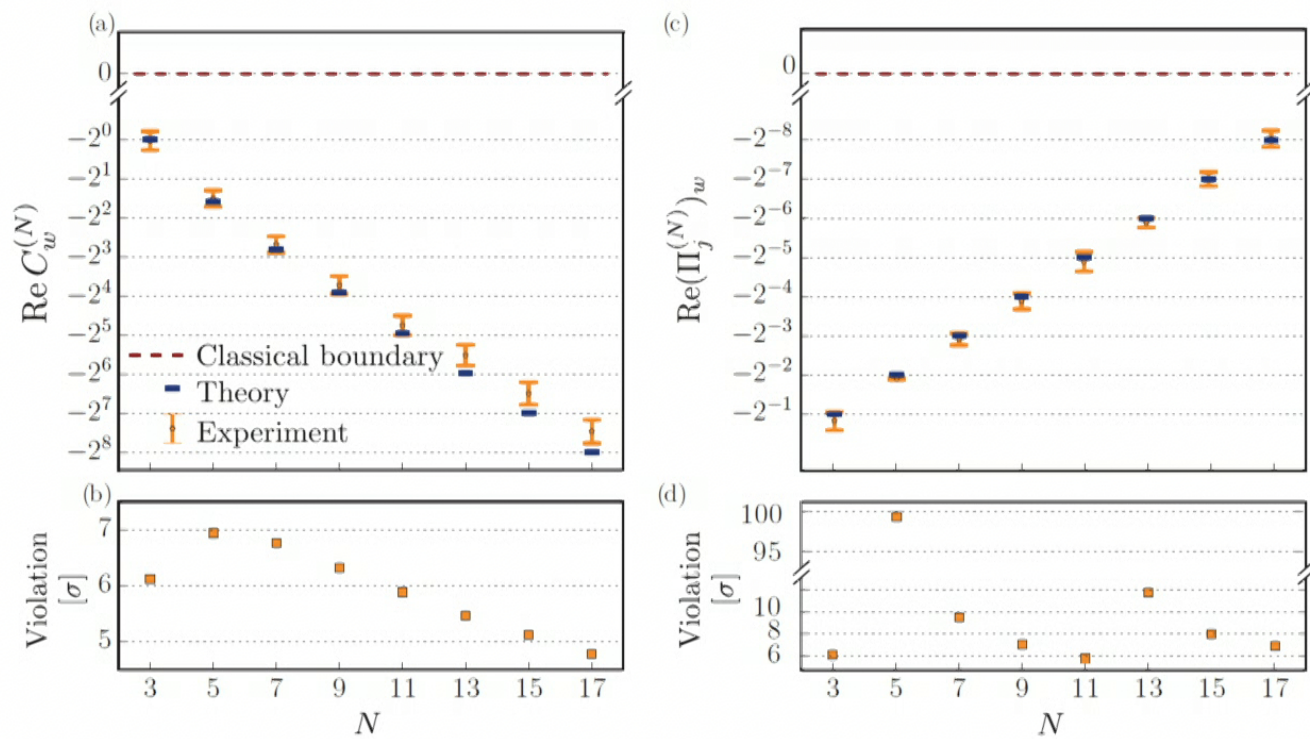 (a)
0
−2^0
−2^1
−2^2
−2^3
−2^4
−2^5
−2^6
−2^7
−2^8
Re C_w^{(N)}
Classical boundary
Theory
Experiment
(b)
7
6
5
Violation
[σ]
3 5 7 9 11 13 15 17
N
(c)
0
−2^{−8}
−2^{−7}
−2^{−6}
−2^{−5}
−2^{−4}
−2^{−3}
−2^{−2}
−2^{−1}
Re(Π_j^{(N)})_w
(d)
100
95
10
8
6
Violation
[σ]
3 5 7 9 11 13 15 17
N